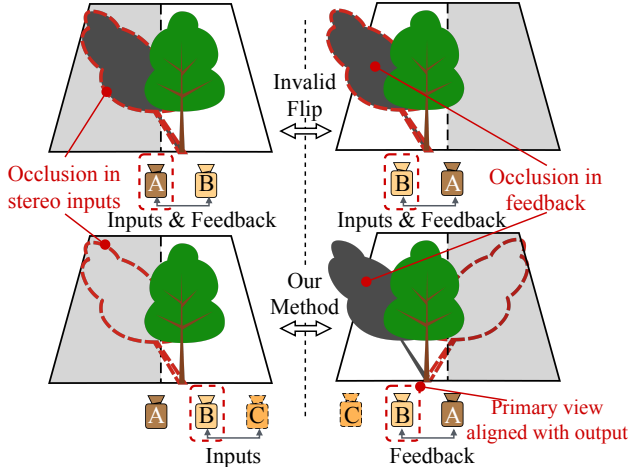 Invalid
Flip
Occlusion in
stereo inputs
A
B
B
A
Occlusion in
feedback
Inputs & Feedback
Inputs & Feedback
Our
Method
A
B
C
C
B
A
Primary view
aligned with output
Inputs
Feedback